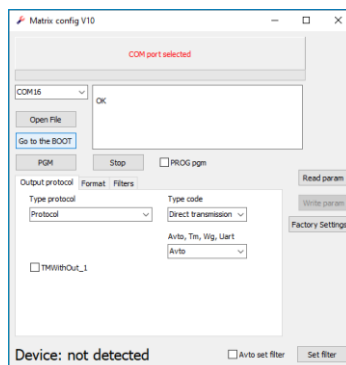 Matrix config V10
COM port selected
COM16
OK
Open File
Go to the BOOT
PGM
Stop
PROG pgm
Output protocol
Format
Filters
Read param
Type protocol
Type code
Write param
Protocol
Direct transmission
Factory Settings
Avto, Tm, Wg, Uart
Avto
TMWithOut_1
Device: not detected
Avto set filter
Set filter